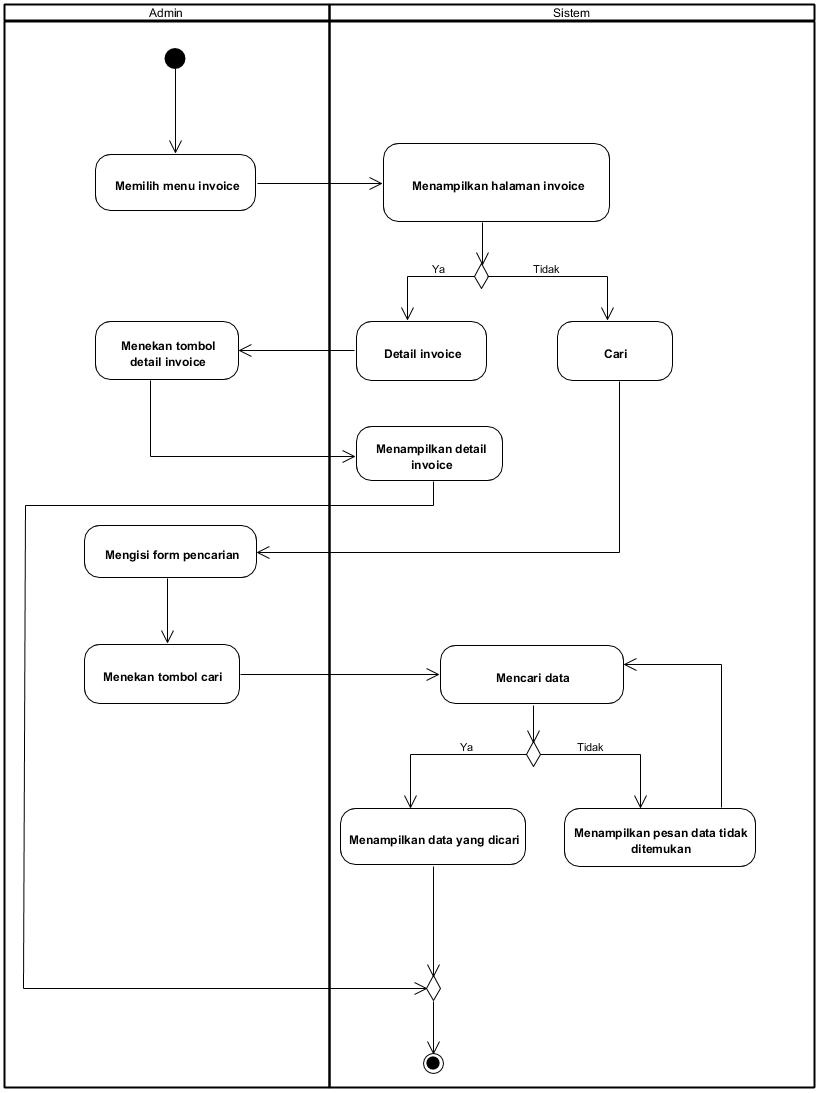 Admin
Sistem
Memilih menu invoice
Menampilkan halaman invoice
Ya
Tidak
Menekan tombol
detail invoice
Detail invoice
Cari
Menampilkan detail
invoice
Mengisi form pencarian
Menekan tombol cari
Mencari data
Ya
Tidak
Menampilkan data yang dicari
Menampilkan pesan data tidak
ditemukan